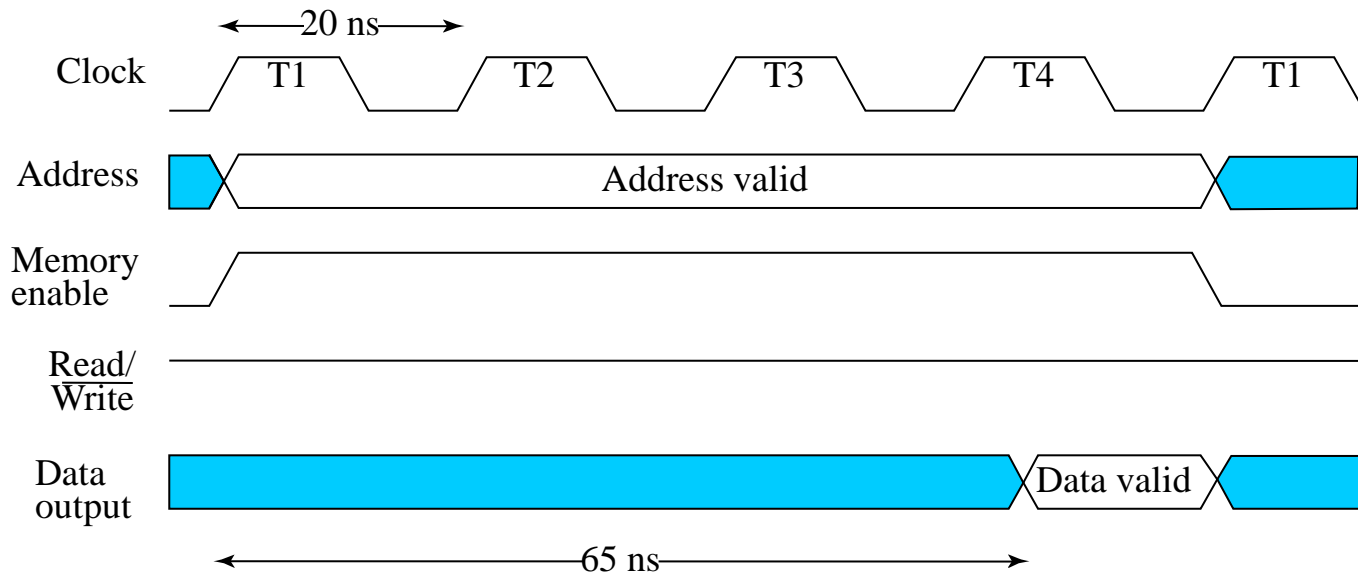 20 ns
Clock
T1
T2
T3
T4
T1
Address
Address valid
Memory
enable
Read/
Write
Data
output
Data valid
65 ns